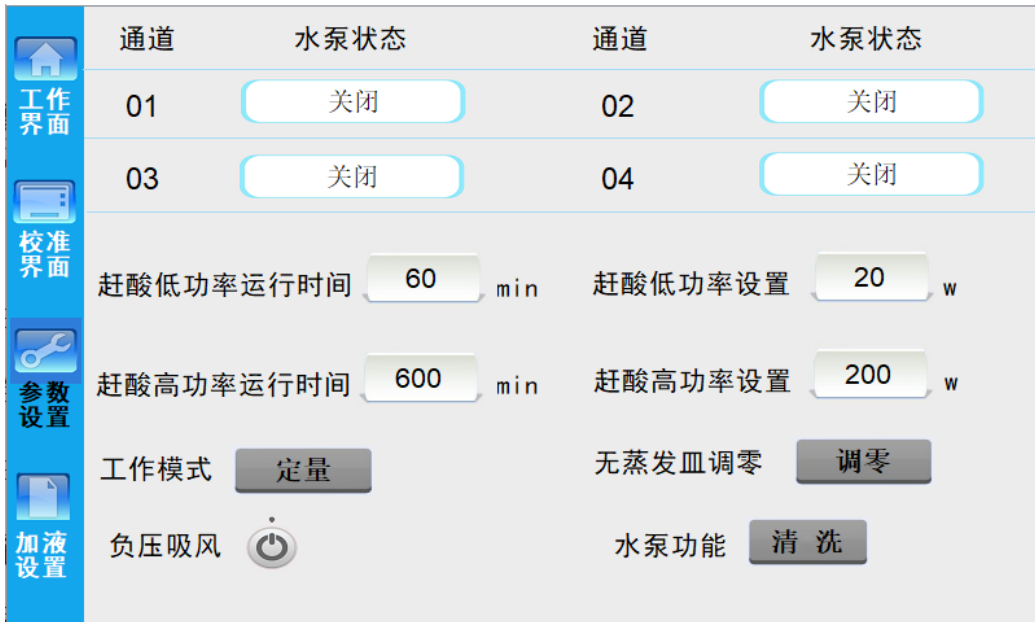 工作
界面
校准
界面
参数
设置
加液
设置
通道 水泵状态 通道 水泵状态
01 关闭 02 关闭
03 关闭 04 关闭
赶酸低功率运行时间 60 min 赶酸低功率设置 20 w
赶酸高功率运行时间 600 min 赶酸高功率设置 200 w
工作模式 定量 无蒸发皿调零 调零
负压吸风 水泵功能 清 洗